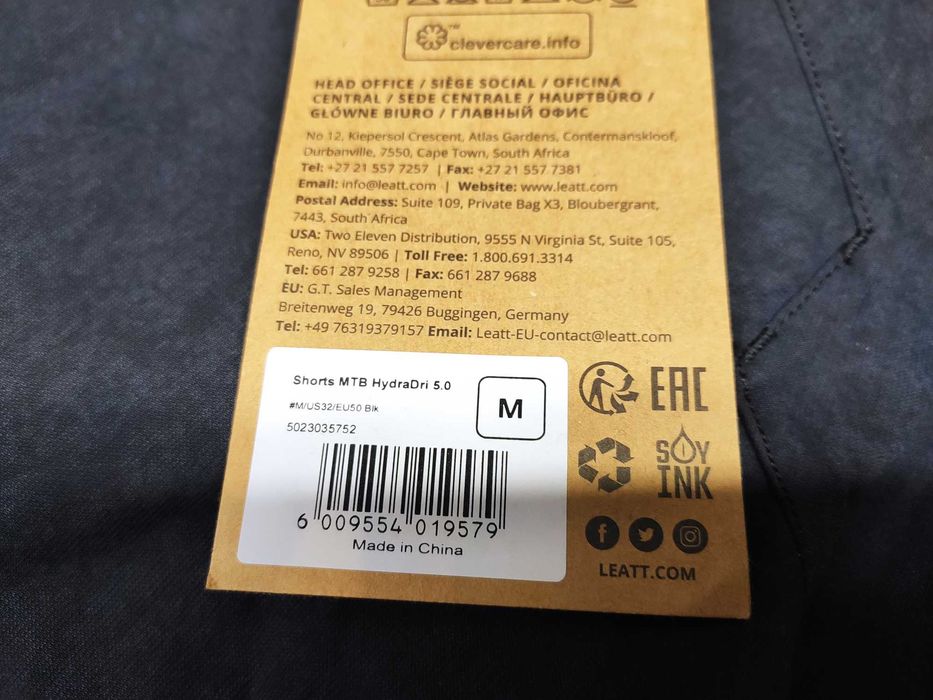 ™
clevercare.info
HEAD OFFICE / SIÈGE SOCIAL / OFICINA
CENTRAL / SEDE CENTRALE / HAUPTBÜRO /
GŁÓWNE BIURO / ГЛАВНЫЙ ОФИС
No 12, Kiepersol Crescent, Atlas Gardens, Contermanskloof,
Durbanville, 7550, Cape Town, South Africa
Tel: +27 21 557 7257 | Fax: +27 21 557 7381
Email: info@leatt.com | Website: www.leatt.com
Postal Address: Suite 109, Private Bag X3, Bloubergrant,
7443, South Africa
USA: Two Eleven Distribution, 9555 N Virginia St, Suite 105,
Reno, NV 89506 | Toll Free: 1.800.691.3314
Tel: 661 287 9258 | Fax: 661 287 9688
EU: G.T. Sales Management
Breitenweg 19, 79426 Buggingen, Germany
Tel: +49 76319379157 Email: Leatt-EU-contact@leatt.com
Shorts MTB HydraDri 5.0
#M/US32/EU50 Blk
5023035752
M
6 009554 019579
Made in China
EAC
SOY
INK
LEATT.COM